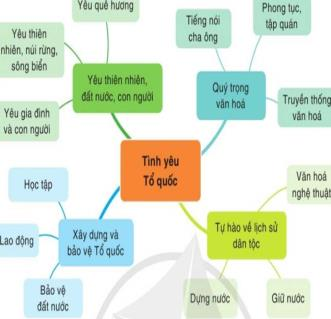 Yêu quê hương
Yêu thiên
nhiên, núi rừng,
sông biển
Yêu gia đình
và con người
Yêu thiên nhiên,
đất nước, con người
Tiếng nói
cha ông
Phong tục,
tập quán
Quý trọng
văn hoá
Truyền thống
văn hoá
Tình yêu
Tổ quốc
Học tập
Lao động
Bảo vệ
đất nước
Xây dựng và
bảo vệ Tổ quốc
Tự hào về lịch sử
dân tộc
Văn hoá
nghệ thuật
Dựng nước
Giữ nước